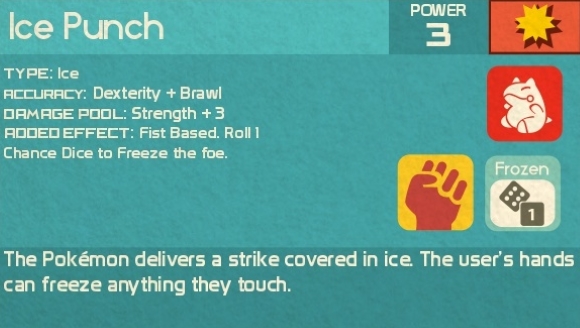 Ice Punch
POWER
3
TYPE: Ice
ACCURACY: Dexterity + Brawl
DAMAGE POOL: Strength + 3
ADDED EFFECT: Fist Based. Roll 1
Chance Dice to Freeze the foe.
Frozen
1
The Pokémon delivers a strike covered in ice. The user's hands
can freeze anything they touch.